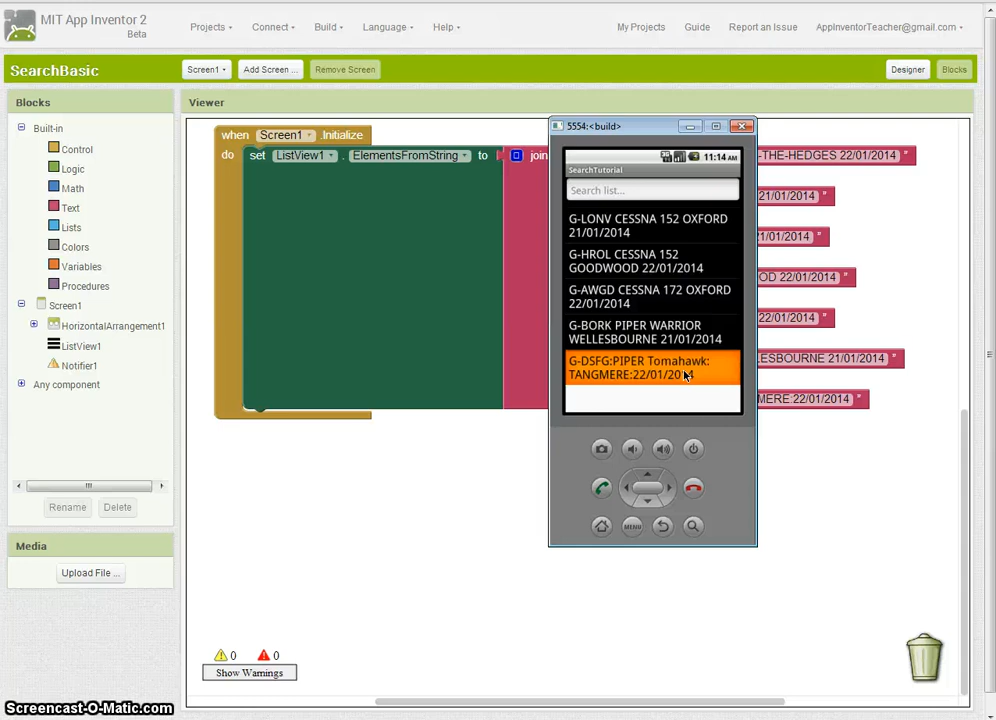 MIT App Inventor 2
Beta
Projects
Connect
Build
Language
Help
My Projects
Guide
Report an Issue
AppInventorTeacher@gmail.com
SearchBasic
Screen1
Add Screen ...
Remove Screen
Designer
Blocks
Blocks
Viewer
Built-in
Control
Logic
Math
Text
Lists
Colors
Variables
Procedures
Screen1
HorizontalArrangement1
ListView1
Notifier1
Any component
Rename
Delete
Media
Upload File ...
when Screen1 .Initialize
do set ListView1 . ElementsFromString to join
-THE-HEDGES 22/01/2014 "
21/01/2014 "
/01/2014 "
OD 22/01/2014 "
22/01/2014 "
LESBOURNE 21/01/2014 "
MERE:22/01/2014 "
5554:<build>
11:14 AM
SearchTutorial
Search list...
G-LONV CESSNA 152 OXFORD
21/01/2014
G-HROL CESSNA 152
GOODWOOD 22/01/2014
G-AWGD CESSNA 172 OXFORD
22/01/2014
G-BORK PIPER WARRIOR
WELLESBOURNE 21/01/2014
G-DSFG:PIPER Tomahawk:
TANGMERE:22/01/2014
MENU
0
0
Show Warnings
Screencast-O-Matic.com